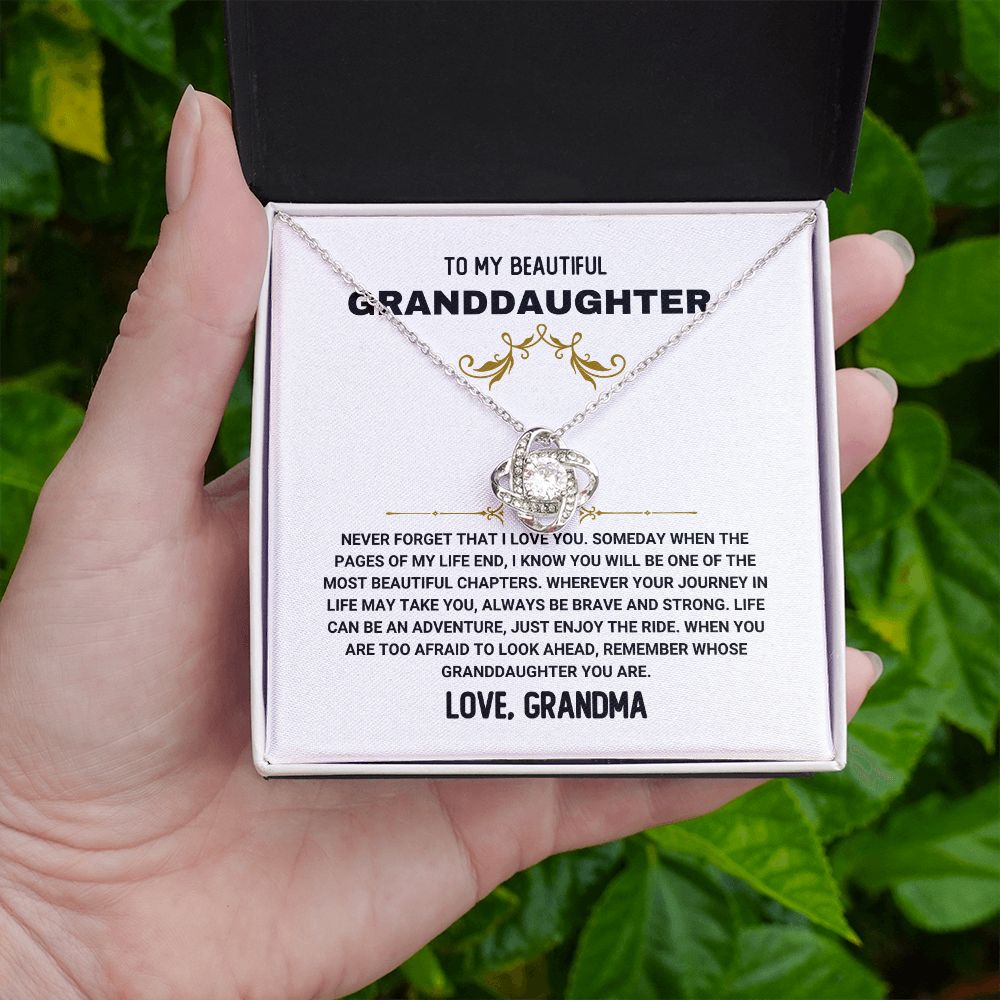 TO MY BEAUTIFUL
GRANDDAUGHTER
NEVER FORGET THAT I LOVE YOU. SOMEDAY WHEN THE
PAGES OF MY LIFE END, I KNOW YOU WILL BE ONE OF THE
MOST BEAUTIFUL CHAPTERS. WHEREVER YOUR JOURNEY IN
LIFE MAY TAKE YOU, ALWAYS BE BRAVE AND STRONG. LIFE
CAN BE AN ADVENTURE, JUST ENJOY THE RIDE. WHEN YOU
ARE TOO AFRAID TO LOOK AHEAD, REMEMBER WHOSE
GRANDDAUGHTER YOU ARE.
LOVE, GRANDMA